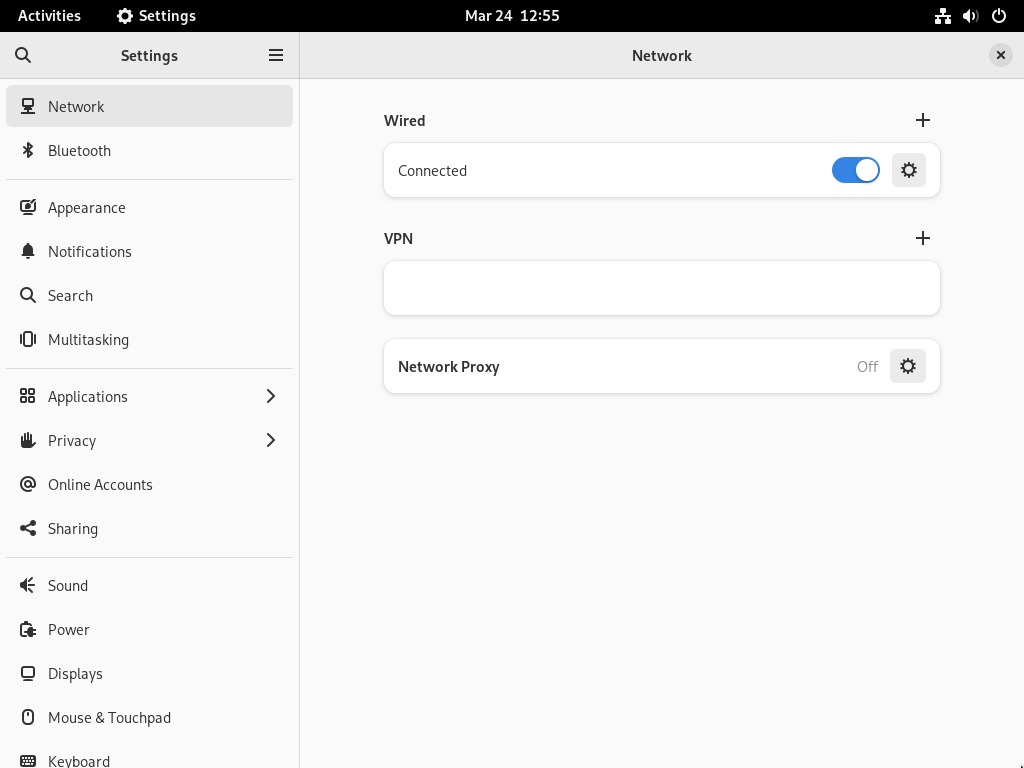 Activities
Settings
Mar 24 12:55
Settings
Network
Network
Bluetooth
Appearance
Notifications
Search
Multitasking
Applications
Privacy
Online Accounts
Sharing
Sound
Power
Displays
Mouse & Touchpad
Keyboard
Wired
Connected
VPN
Network Proxy
Off